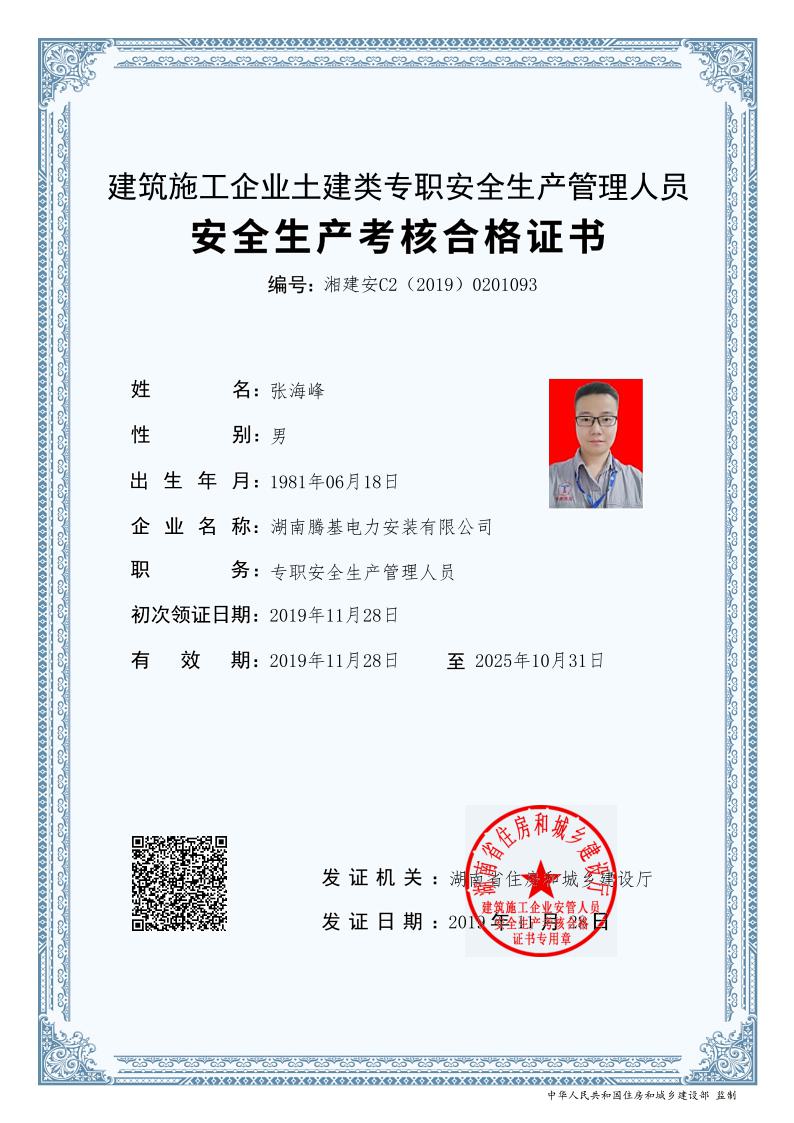 建筑施工企业土建类专职安全生产管理人员
安全生产考核合格证书
编号：湘建安C2（2019）0201093
姓名：张海峰
性别：男
出生年月：1981年06月18日
企业名称：湖南腾基电力安装有限公司
职务：专职安全生产管理人员
初次领证日期：2019年11月28日
有效期：2019年11月28日 至 2025年10月31日
发证机关：湖南省住房和城乡建设厅
发证日期：2019年11月28日
湖南省住房和城乡建设厅
建筑施工企业安管人员
安全生产考核合格
证书专用章
中华人民共和国住房和城乡建设部 监制